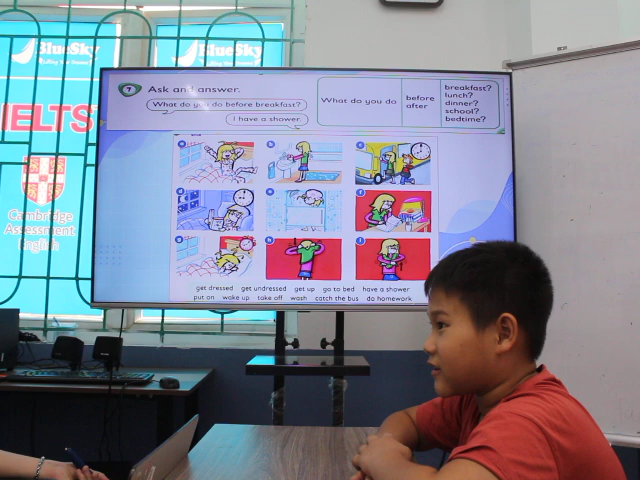 BlueSky
BlueSky
IELTS
Cambridge
Assessment
English
7 Ask and answer.
What do you do before breakfast?
I have a shower.
What do you do
before
after
breakfast?
lunch?
dinner?
school?
bedtime?
a
b
c
d
e
f
g
h
i
get dressed get undressed get up go to bed have a shower
put on wake up take off wash catch the bus do homework